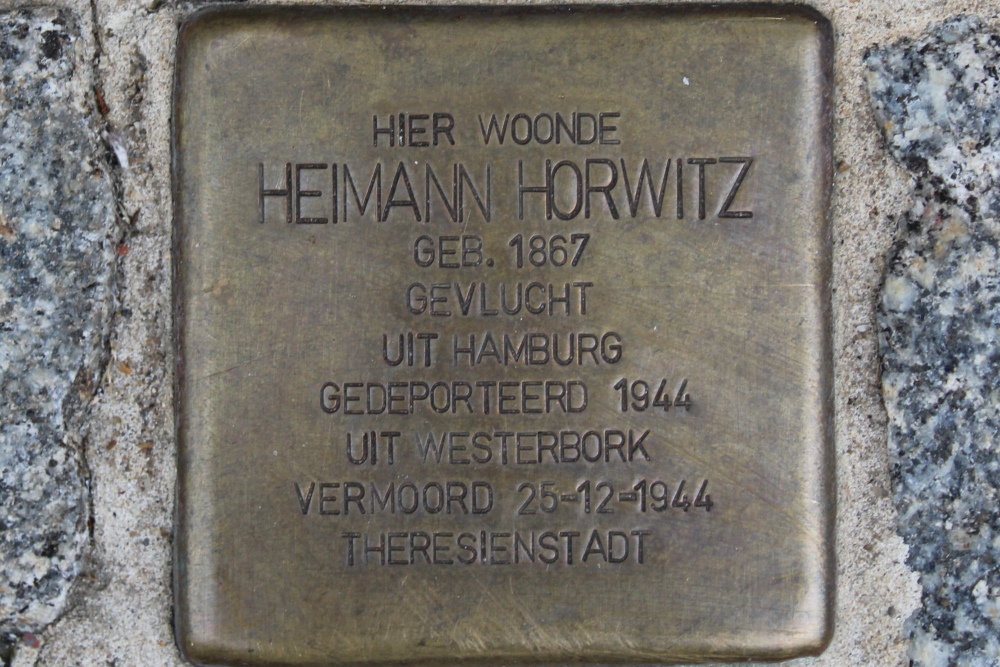 HIER WOONDE
HEIMANN HORWITZ
GEB. 1867
GEVLUCHT
UIT HAMBURG
GEDEPORTEERD 1944
UIT WESTERBORK
VERMOORD 25-12-1944
THERESIENSTADT